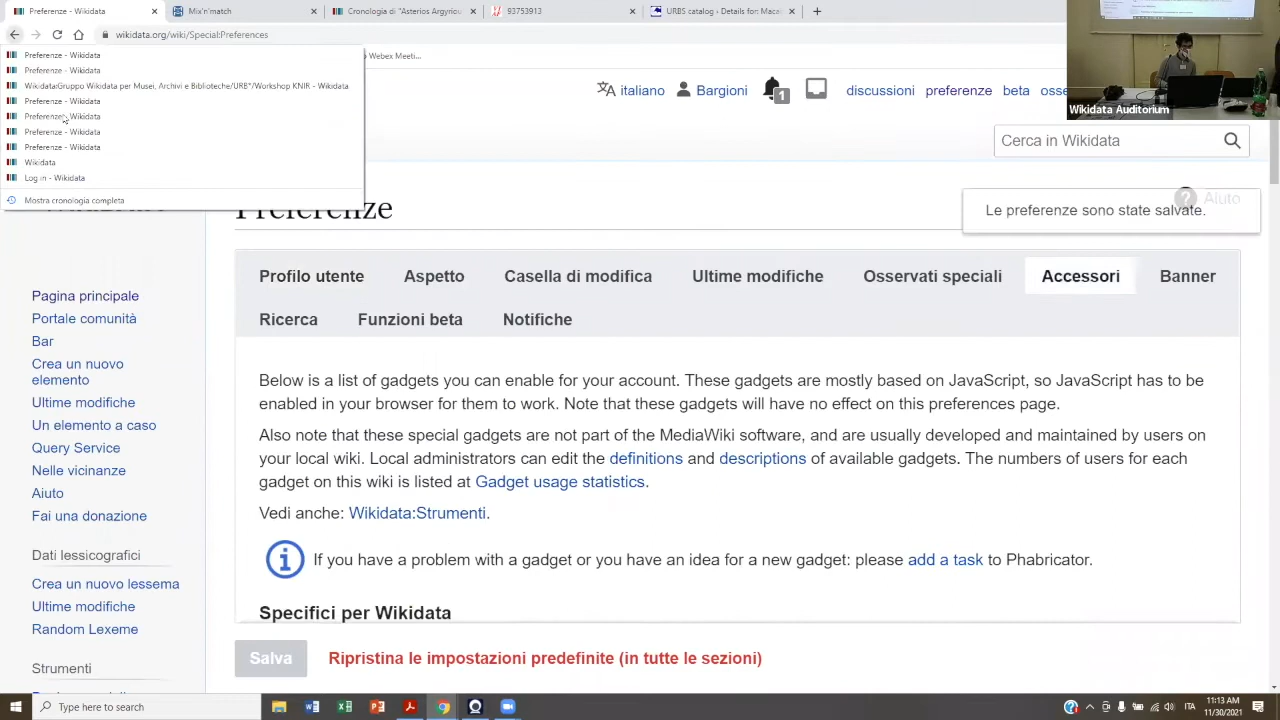 Preferenze - Wikidata
Mix'n'match
Cronologia di "Asterios Argyriou
93753913
URBS catalog - Details for: Maca
wikidata.org/wiki/Special:Preferences
Webex Meeti...
Preferenze - Wikidata
Preferenze - Wikidata
Wikidata:Gruppo Wikidata per Musei, Archivi e Biblioteche/URB*/Workshop KNIR - Wikidata
Preferenze - Wikidata
Preferenze - Wikidata
Preferenze - Wikidata
Preferenze - Wikidata
Wikidata
Log in - Wikidata
Mostra cronologia completa
italiano
Bargioni
1
discussioni
preferenze
beta
osse
Wikidata Auditorium
Cerca in Wikidata
Aiuto
Le preferenze sono state salvate.
Preferenze
Profilo utente
Aspetto
Casella di modifica
Ultime modifiche
Osservati speciali
Accessori
Banner
Ricerca
Funzioni beta
Notifiche
Pagina principale
Portale comunità
Bar
Crea un nuovo
elemento
Ultime modifiche
Un elemento a caso
Query Service
Nelle vicinanze
Aiuto
Fai una donazione
Dati lessicografici
Crea un nuovo lessema
Ultime modifiche
Random Lexeme
Strumenti
Below is a list of gadgets you can enable for your account. These gadgets are mostly based on JavaScript, so JavaScript has to be
enabled in your browser for them to work. Note that these gadgets will have no effect on this preferences page.
Also note that these special gadgets are not part of the MediaWiki software, and are usually developed and maintained by users on
your local wiki. Local administrators can edit the definitions and descriptions of available gadgets. The numbers of users for each
gadget on this wiki is listed at Gadget usage statistics.
Vedi anche: Wikidata:Strumenti.
If you have a problem with a gadget or you have an idea for a new gadget: please add a task to Phabricator.
Specifici per Wikidata
Salva
Ripristina le impostazioni predefinite (in tutte le sezioni)
Type here to search
ITA
11:13 AM
11/30/2021